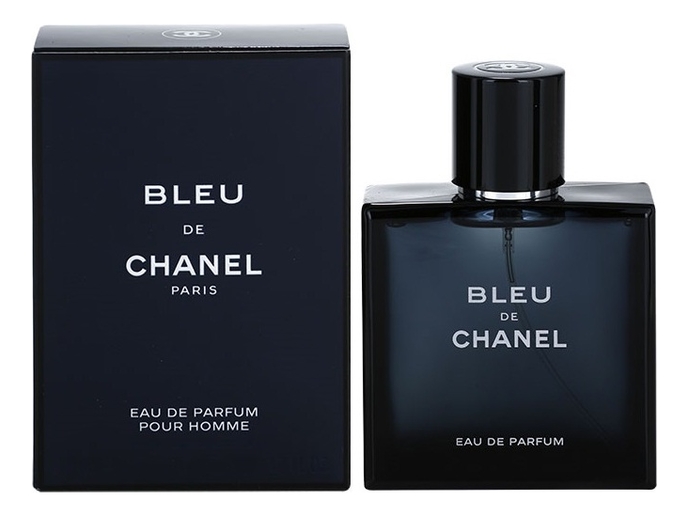 BLEU
DE
CHANEL
PARIS
EAU DE PARFUM
POUR HOMME
BLEU
DE
CHANEL
EAU DE PARFUM